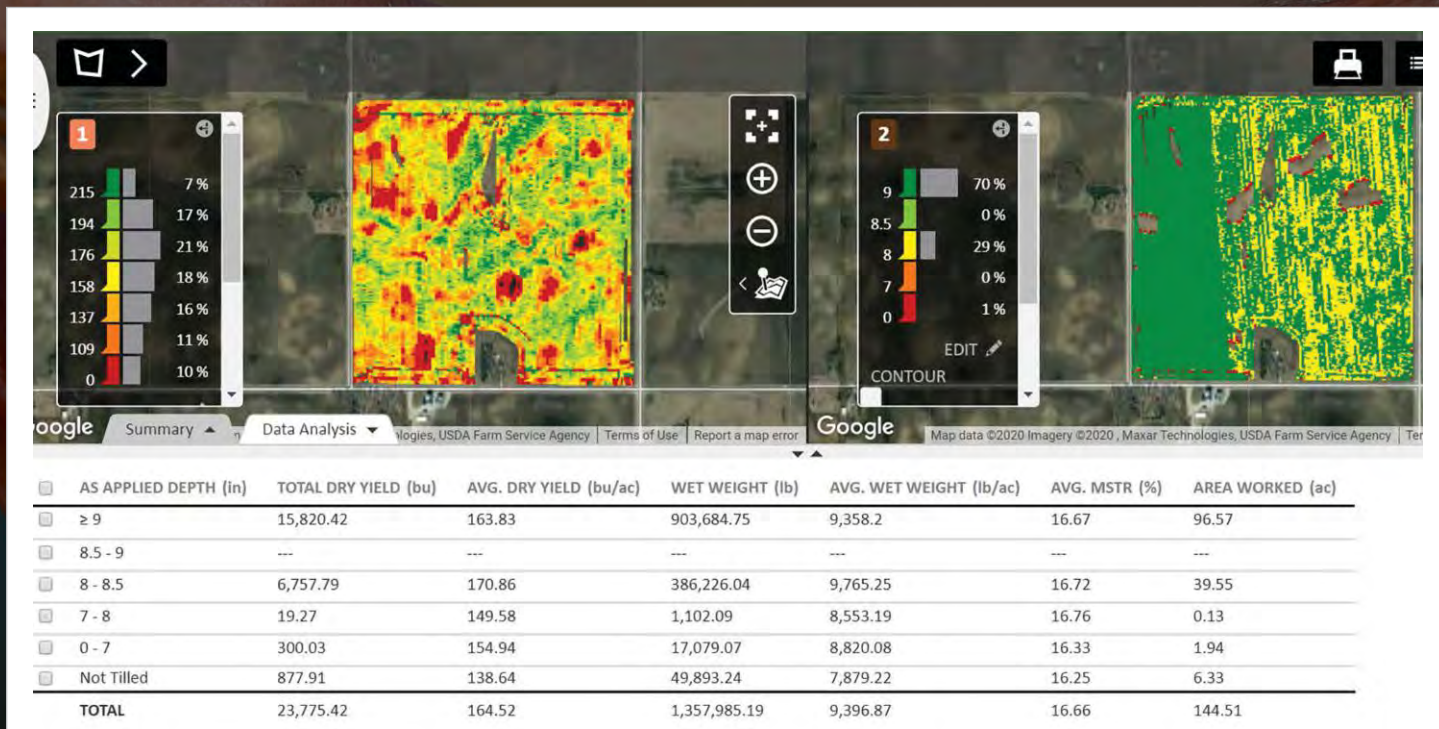 1
215
7 %
194
17 %
176
21 %
158
18 %
137
16 %
109
11 %
0
10 %
2
9
70 %
8.5
0 %
8
29 %
7
0 %
0
1 %
EDIT
CONTOUR
Summary
Data Analysis
USDA Farm Service Agency
Terms of Use
Report a map error
Google
Map data ©2020 Imagery ©2020 , Maxar Technologies, USDA Farm Service Agency
AS APPLIED DEPTH (in) TOTAL DRY YIELD (bu) AVG. DRY YIELD (bu/ac) WET WEIGHT (lb) AVG. WET WEIGHT (lb/ac) AVG. MSTR (%) AREA WORKED (ac)
≥ 9 15,820.42 163.83 903,684.75 9,358.2 16.67 96.57
8.5 - 9 --- --- --- --- --- ---
8 - 8.5 6,757.79 170.86 386,226.04 9,765.25 16.72 39.55
7 - 8 19.27 149.58 1,102.09 8,553.19 16.76 0.13
0 - 7 300.03 154.94 17,079.07 8,820.08 16.33 1.94
Not Tilled 877.91 138.64 49,893.24 7,879.22 16.25 6.33
TOTAL 23,775.42 164.52 1,357,985.19 9,396.87 16.66 144.51